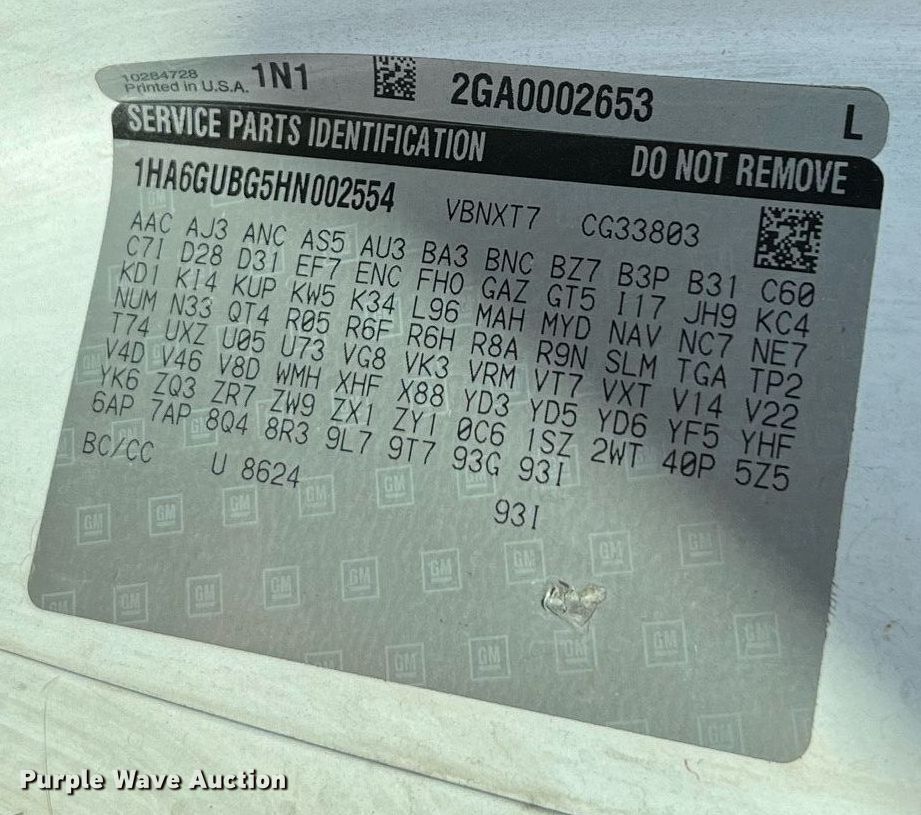 10284728
Printed in U.S.A. 1N1 2GA0002653 L
SERVICE PARTS IDENTIFICATION DO NOT REMOVE
1HA6GUBG5HN002554 VBNXT7 CG33803
AAC AJ3 ANC AS5 AU3 BA3 BNC BZ7 B3P B31 C60
C7I D28 D31 EF7 ENC FHO GAZ GT5 I17 JH9 KC4
KD1 KI4 KUP KW5 K34 L96 MAH MYD NAV NC7 NE7
NUM N33 QT4 R05 R6F R6H R8A R9N SLM TGA TP2
T74 UXZ U05 U73 VG8 VK3 VRM VT7 VXT V14 V22
V4D V46 V8D WMH XHF X88 YD3 YD5 YD6 YF5 YHF
YK6 ZQ3 ZR7 ZW9 ZX1 ZY1 0C6 1SZ 2WT 40P 5Z5
6AP 7AP 8Q4 8R3 9L7 9T7 93G 93I
BC/CC U 8624
93I
GM
Purple Wave Auction